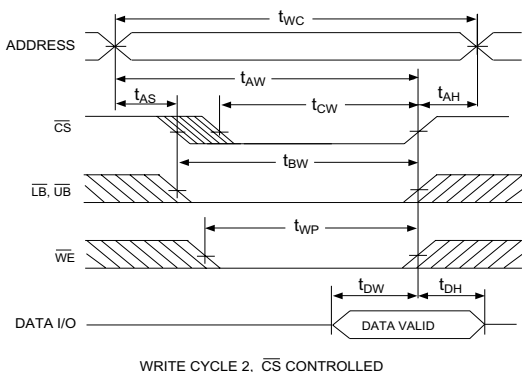 tWC
ADDRESS
tAW
tAS
tCW
tAH
CS
tBW
LB, UB
tWP
WE
tDW
tDH
DATA I/O
DATA VALID
WRITE CYCLE 2, CS CONTROLLED